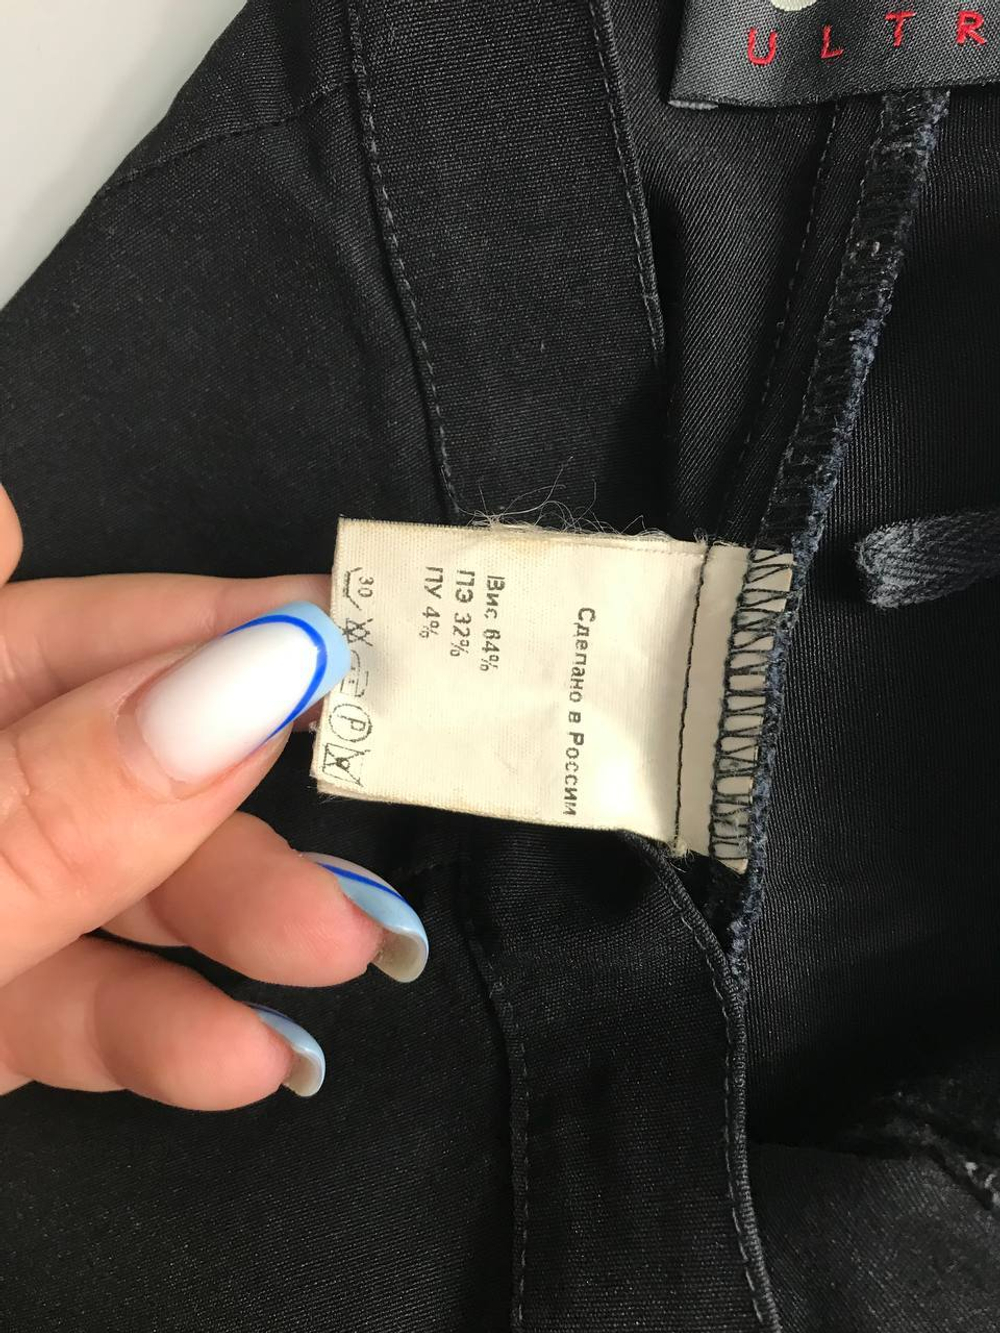 ULTR
Сделано в России
Вис 64%
ПЭ 32%
ПУ 4%
30
P